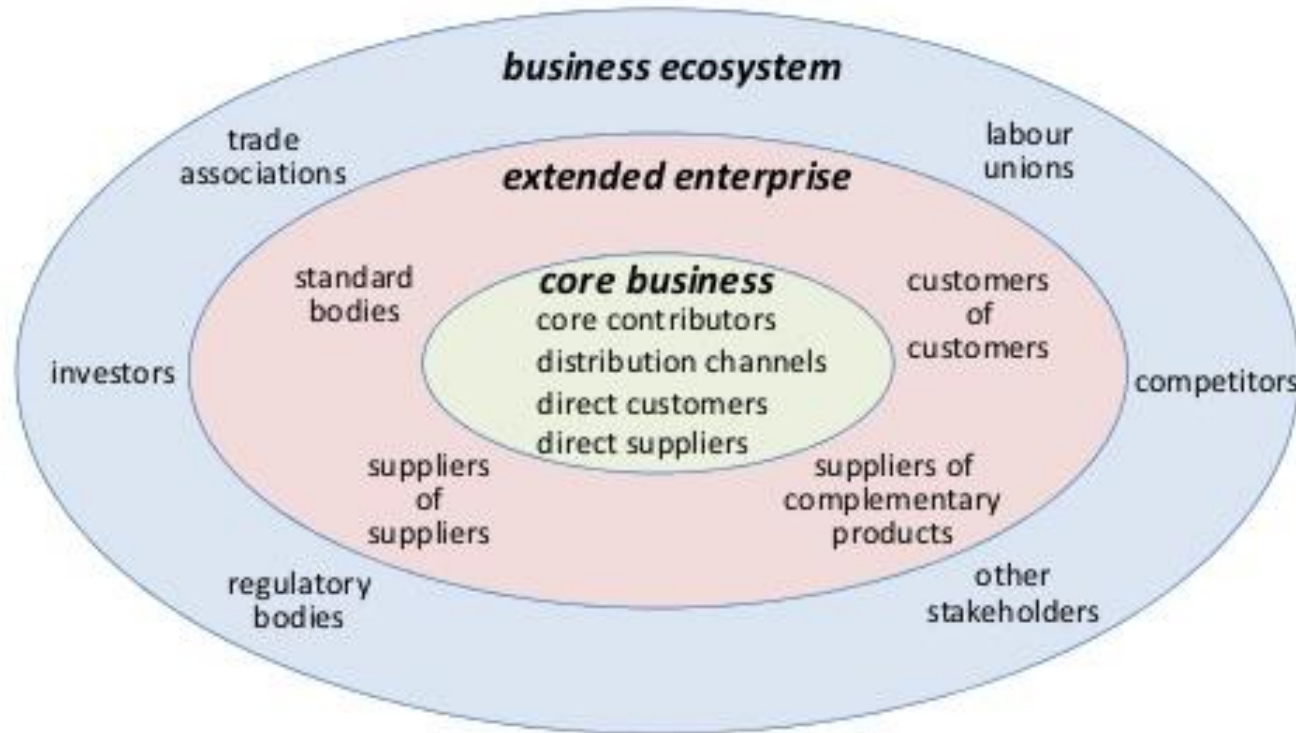 business ecosystem
trade
associations
labour
unions
extended enterprise
standard
bodies
core business
core contributors
distribution channels
direct customers
direct suppliers
customers
of
customers
investors
competitors
suppliers
of
suppliers
suppliers of
complementary
products
regulatory
bodies
other
stakeholders